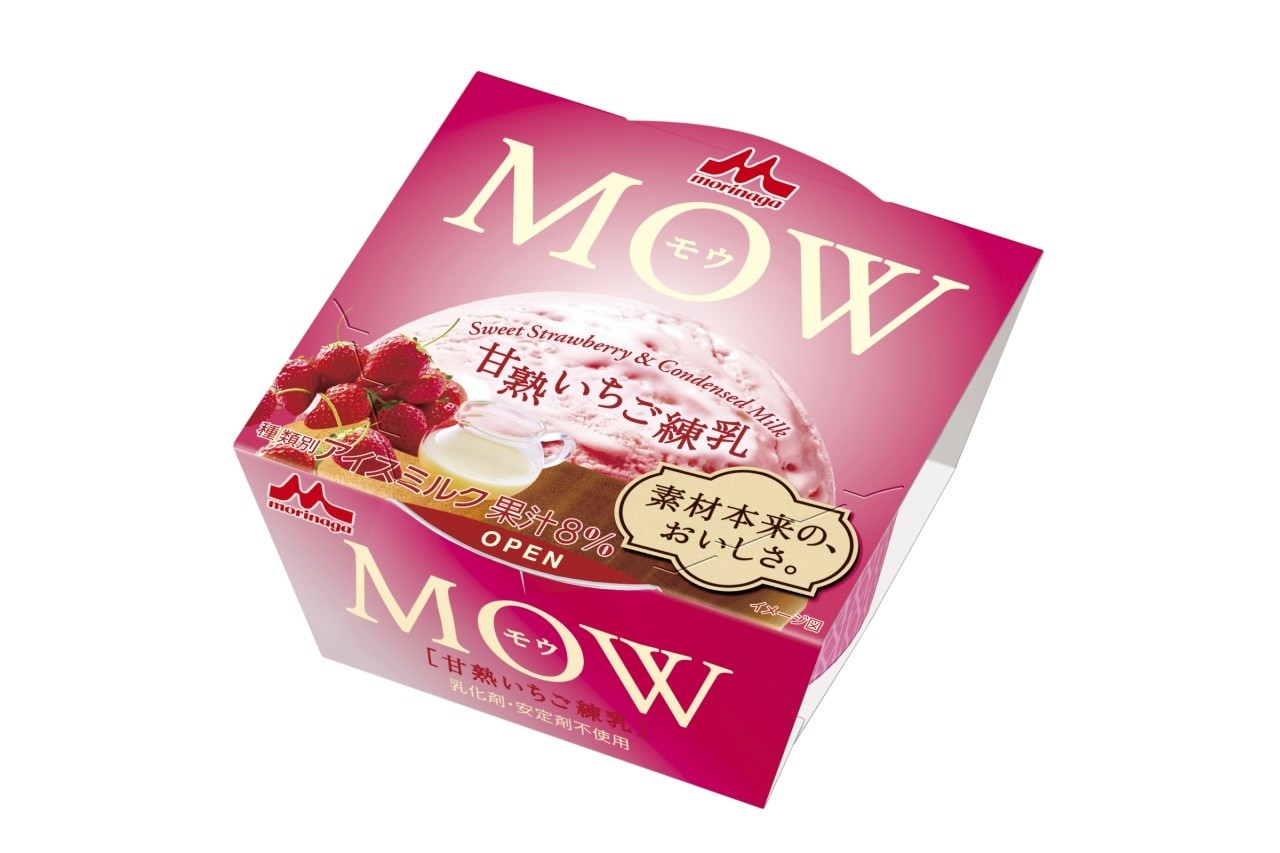 morinaga
MOW
モウ
Sweet Strawberry & Condensed Milk
甘熟いちご練乳
種類別アイスミルク 果汁8%
素材本来の、
おいしさ。
OPEN
イメージ図
morinaga
MOW
モウ
[甘熟いちご練乳]
乳化剤・安定剤不使用